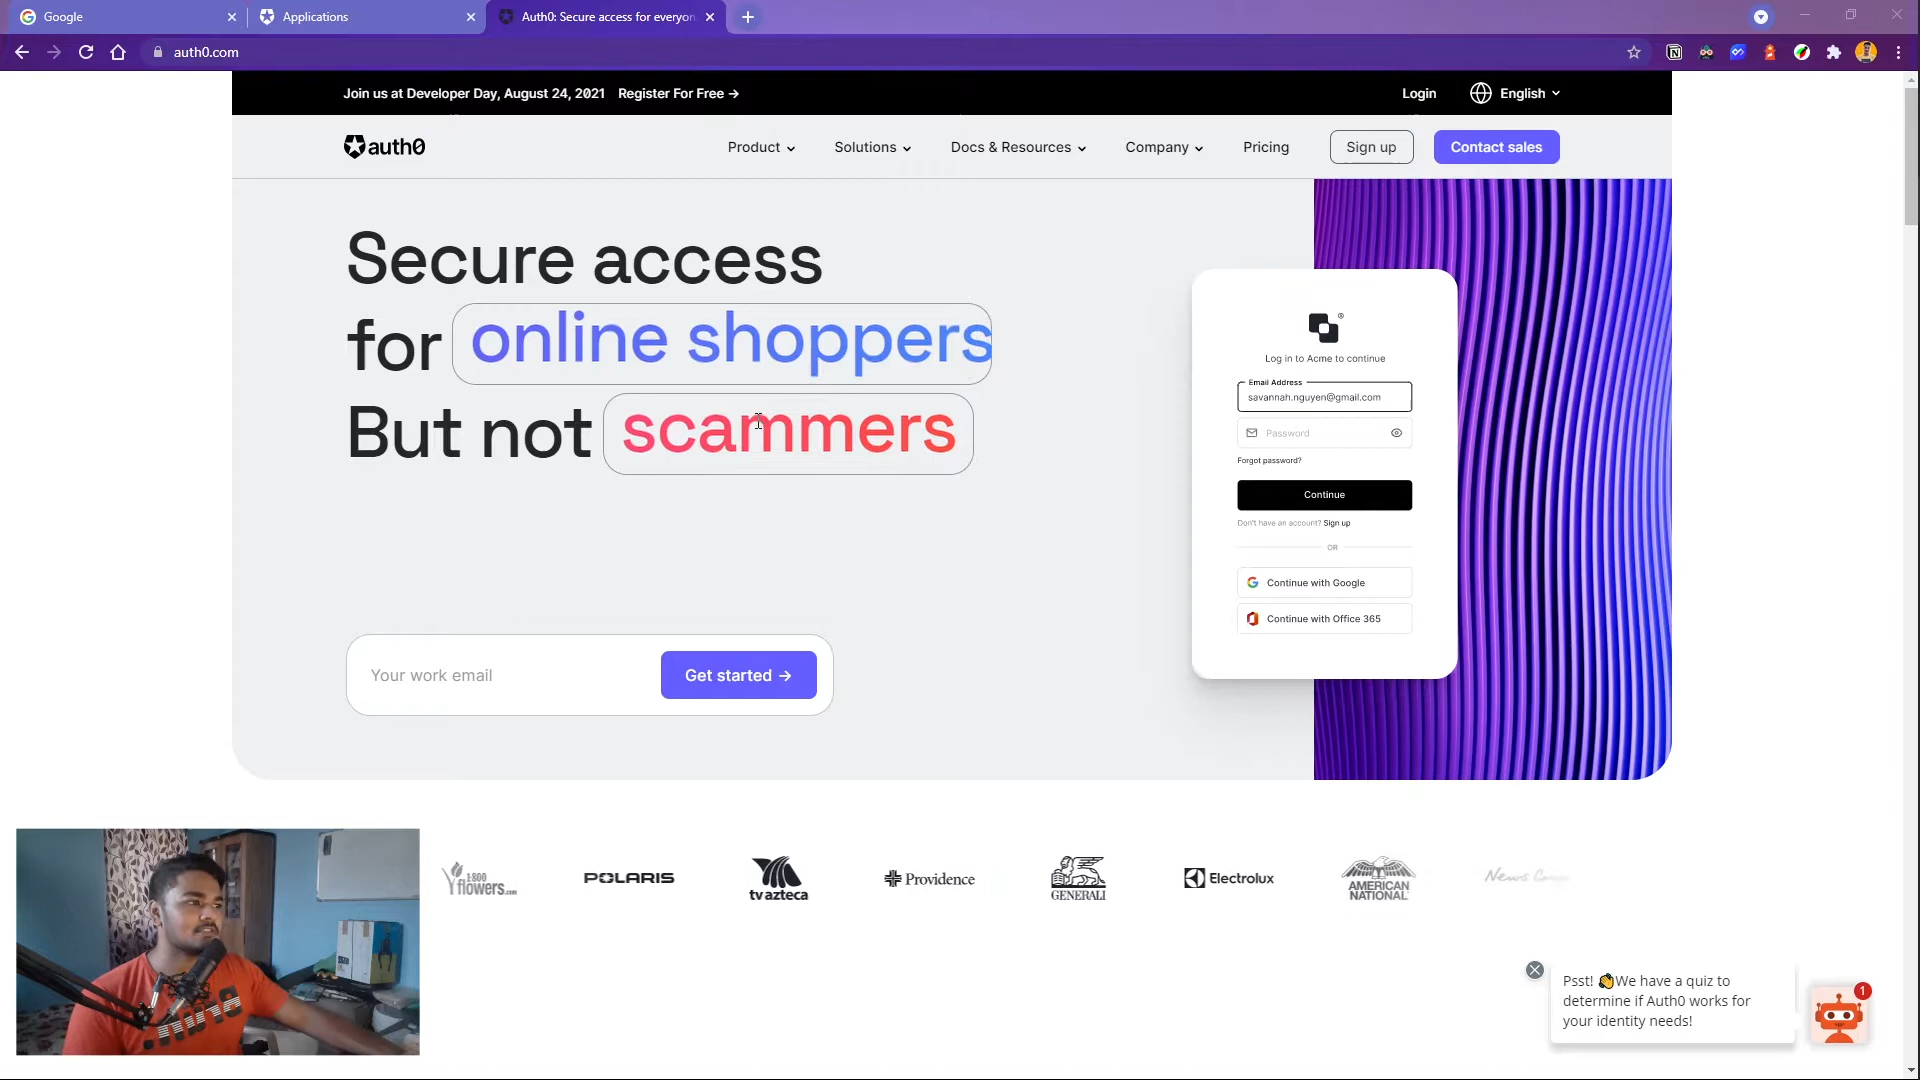 Google
Applications
Auth0: Secure access for everyon
auth0.com
Join us at Developer Day, August 24, 2021 Register For Free →
Login
English
auth0
Product
Solutions
Docs & Resources
Company
Pricing
Sign up
Contact sales
Secure access
for online shoppers
But not scammers
Log in to Acme to continue
Email Address
savannah.nguyen@gmail.com
Password
Forgot password?
Continue
Don't have an account? Sign up
OR
Continue with Google
Continue with Office 365
Your work email
Get started →
1-800
flowers.com
POLARIS
tv azteca
Providence
GENERALI
Electrolux
AMERICAN
NATIONAL
Psst! 👏We have a quiz to
determine if Auth0 works for
your identity needs!
1